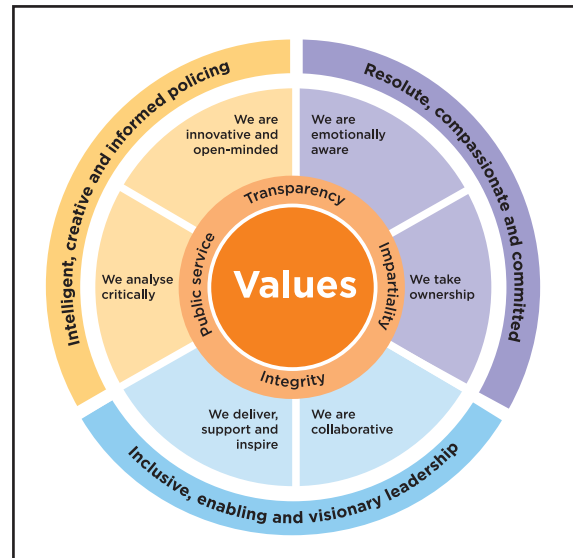 Intelligent, creative and informed policing
Resolute, compassionate and committed
We are
innovative and
open-minded
We are
emotionally
aware
Transparency
We analyse
critically
Public service
Values
Impartiality
We take
ownership
Integrity
We deliver,
support and
inspire
We are
collaborative
Inclusive, enabling and visionary leadership